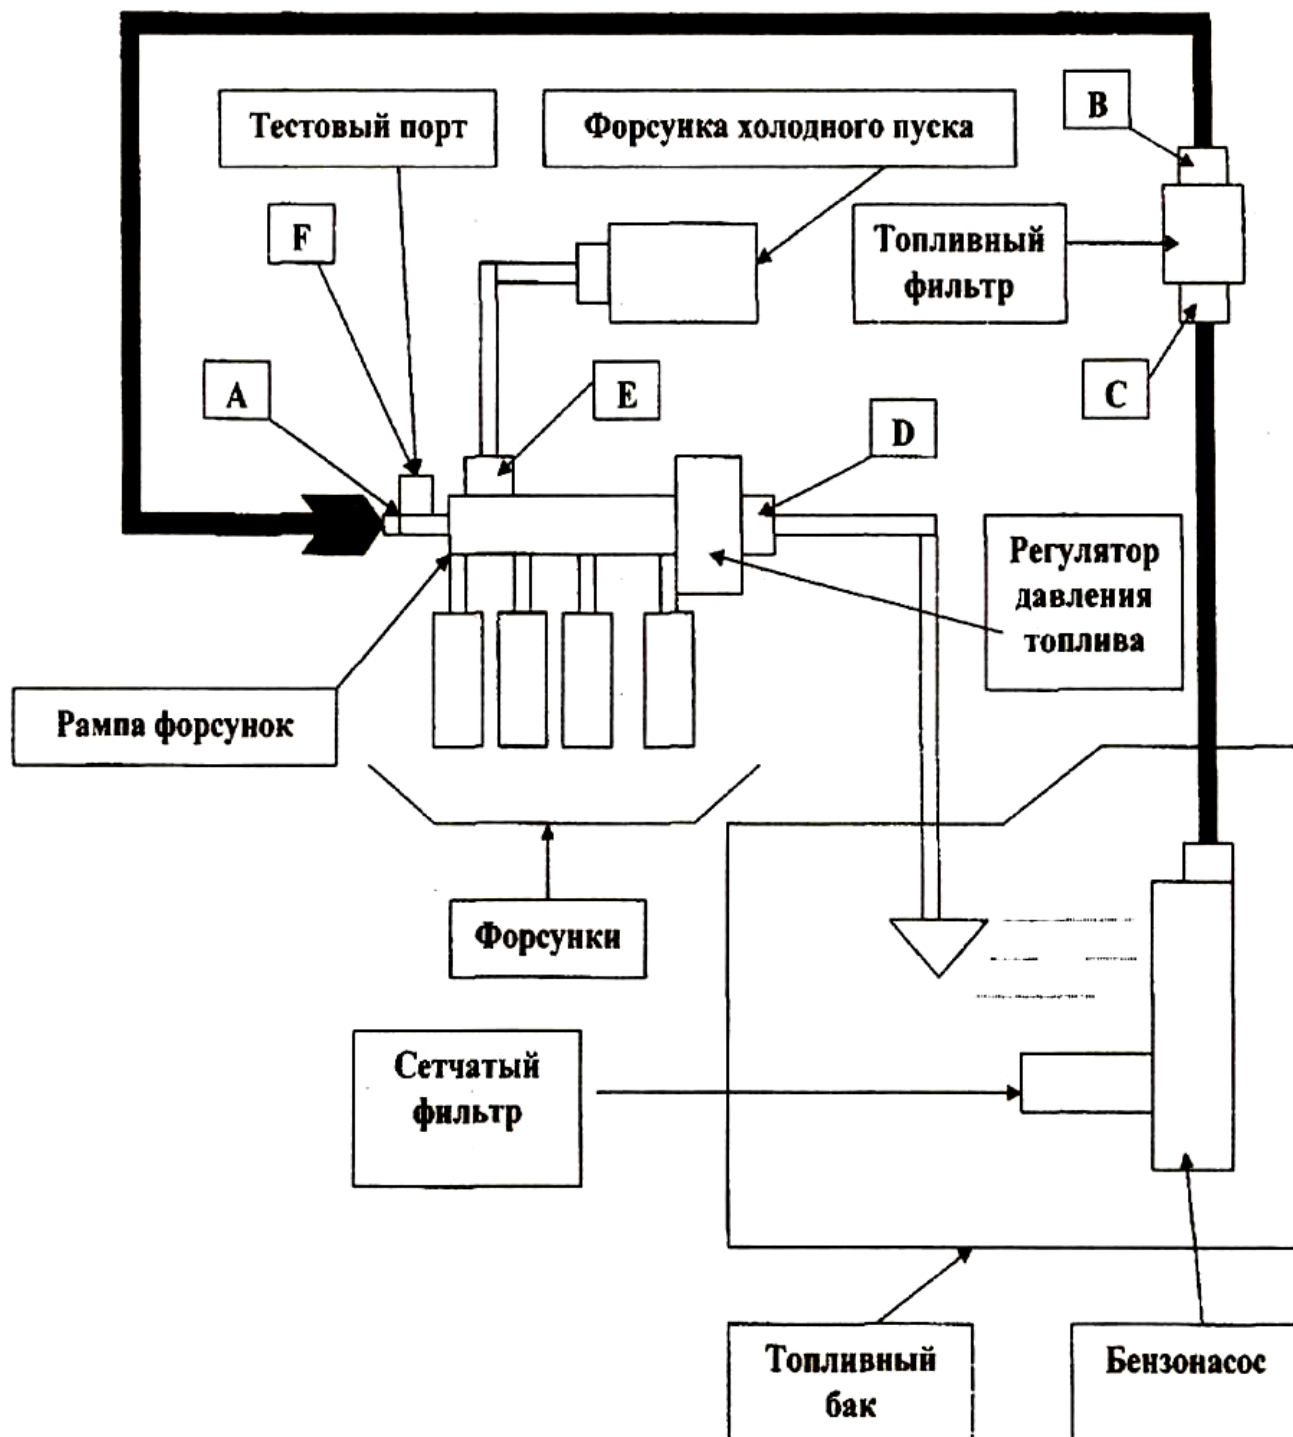 Тестовый порт
Форсунка холодного пуска
B
F
Топливный
фильтр
A
E
C
D
Регулятор
давления
топлива
Рампа форсунок
Форсунки
Сетчатый
фильтр
Топливный
бак
Бензонасос